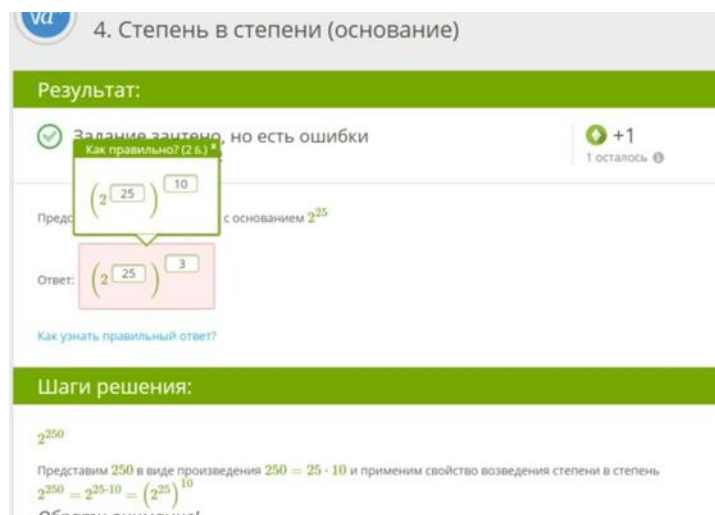 √a
4. Степень в степени (основание)
Результат:
Задание зачтено, но есть ошибки
+1
1 осталось
Как правильно? (2 Б.) ×
(2^25)^10
с основанием 2^25
Ответ: (2^25)^3
Как узнать правильный ответ?
Шаги решения:
2^250
Представим 250 в виде произведения 250 = 25 · 10 и применим свойство возведения степени в степень
2^250 = 2^25·10 = (2^25)^10